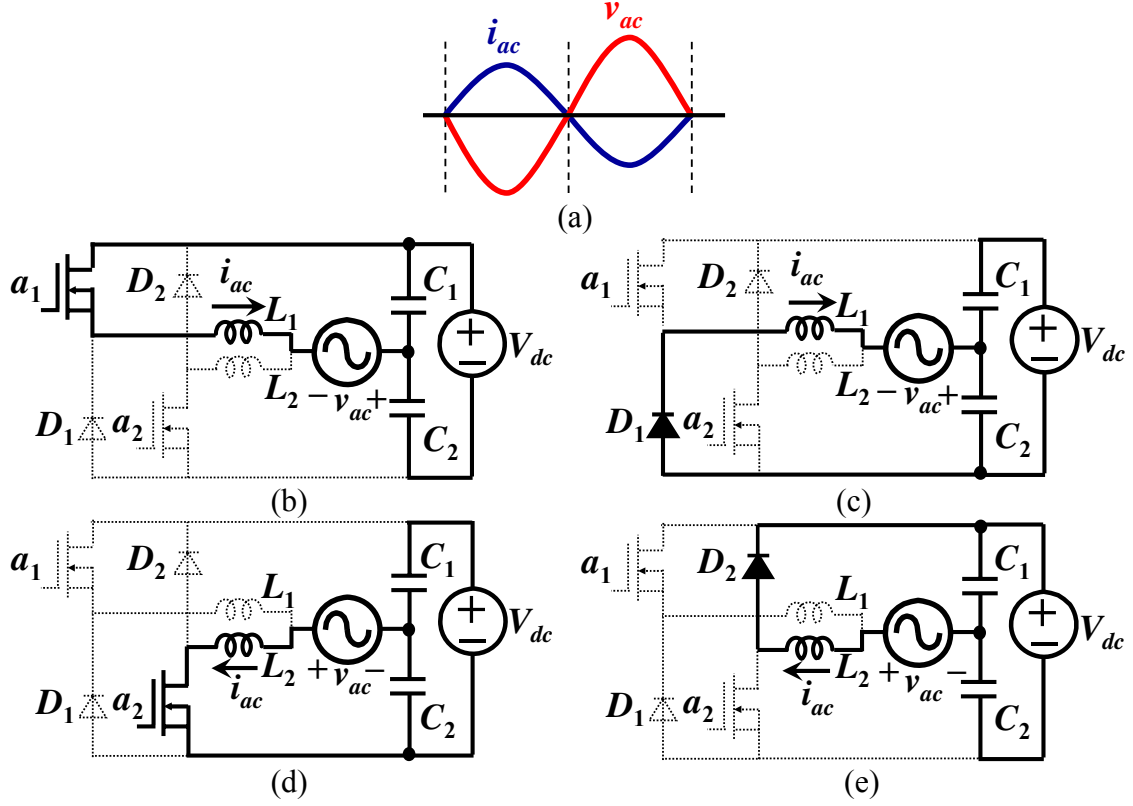 v_ac
i_ac
(a)
a_1
D_2
i_ac
L_1
C_1
+
−
V_dc
L_2 − v_ac +
D_1
a_2
C_2
(b)
a_1
D_2
i_ac
L_1
C_1
+
−
V_dc
L_2 − v_ac +
D_1
a_2
C_2
(c)
a_1
D_2
L_1
C_1
+
−
V_dc
L_2 + v_ac −
i_ac
D_1
a_2
C_2
(d)
a_1
D_2
L_1
C_1
+
−
V_dc
L_2 + v_ac −
i_ac
D_1
a_2
C_2
(e)